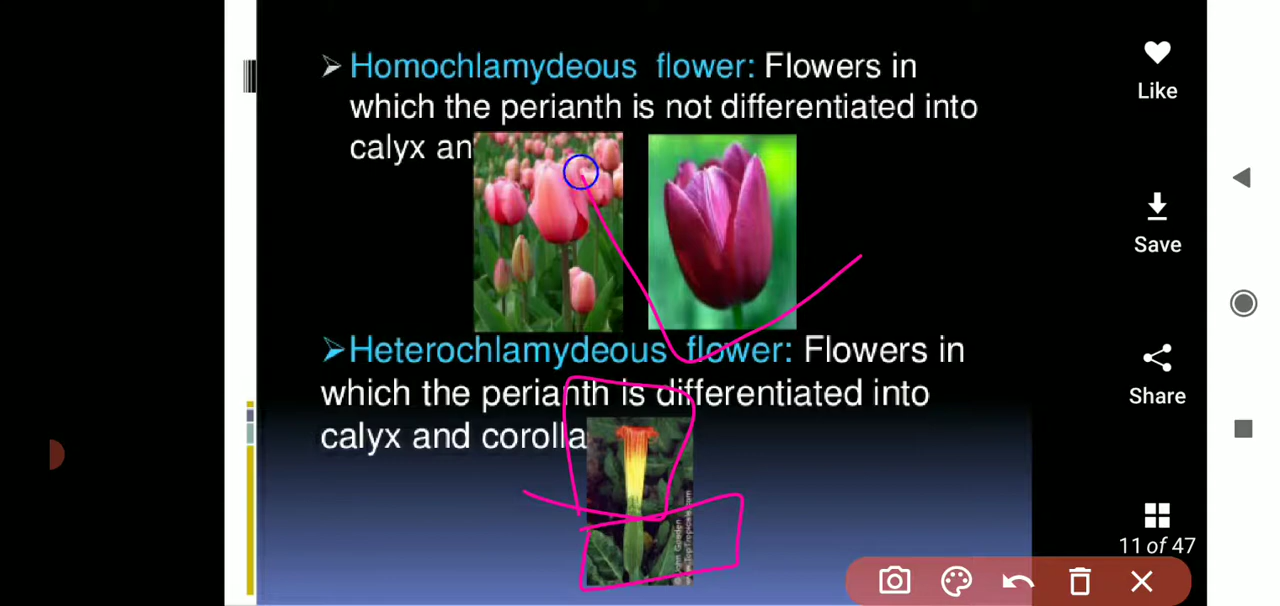 ➢ Homochlamydeous flower: Flowers in
which the perianth is not differentiated into
calyx an
➢Heterochlamydeous flower: Flowers in
which the perianth is differentiated into
calyx and corolla
Like
Save
Share
11 of 47